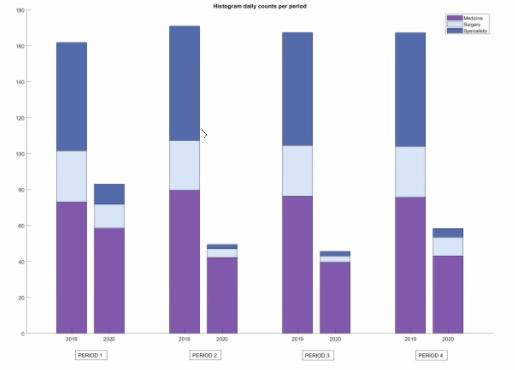 Histogram daily counts per period
Medicine
Surgery
Specialistic
180
160
140
120
100
80
60
40
20
0
2019 2020 2019 2020 2019 2020 2019 2020
PERIOD 1 PERIOD 2 PERIOD 3 PERIOD 4